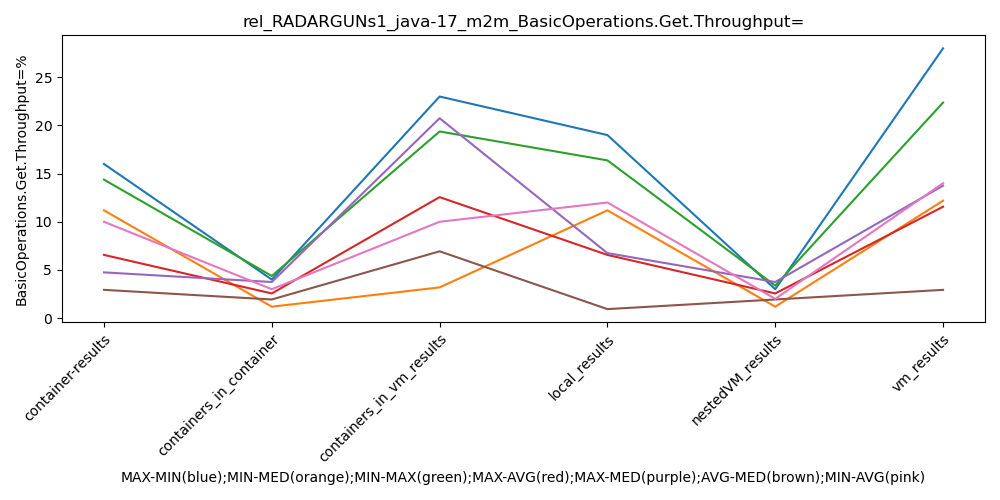 rel_RADARGUNs1_java-17_m2m_BasicOperations.Get.Throughput=
BasicOperations.Get.Throughput=%
25
20
15
10
5
0
container-results
containers_in_container
containers_in_vm_results
local_results
nestedVM_results
vm_results
MAX-MIN(blue);MIN-MED(orange);MIN-MAX(green);MAX-AVG(red);MAX-MED(purple);AVG-MED(brown);MIN-AVG(pink)